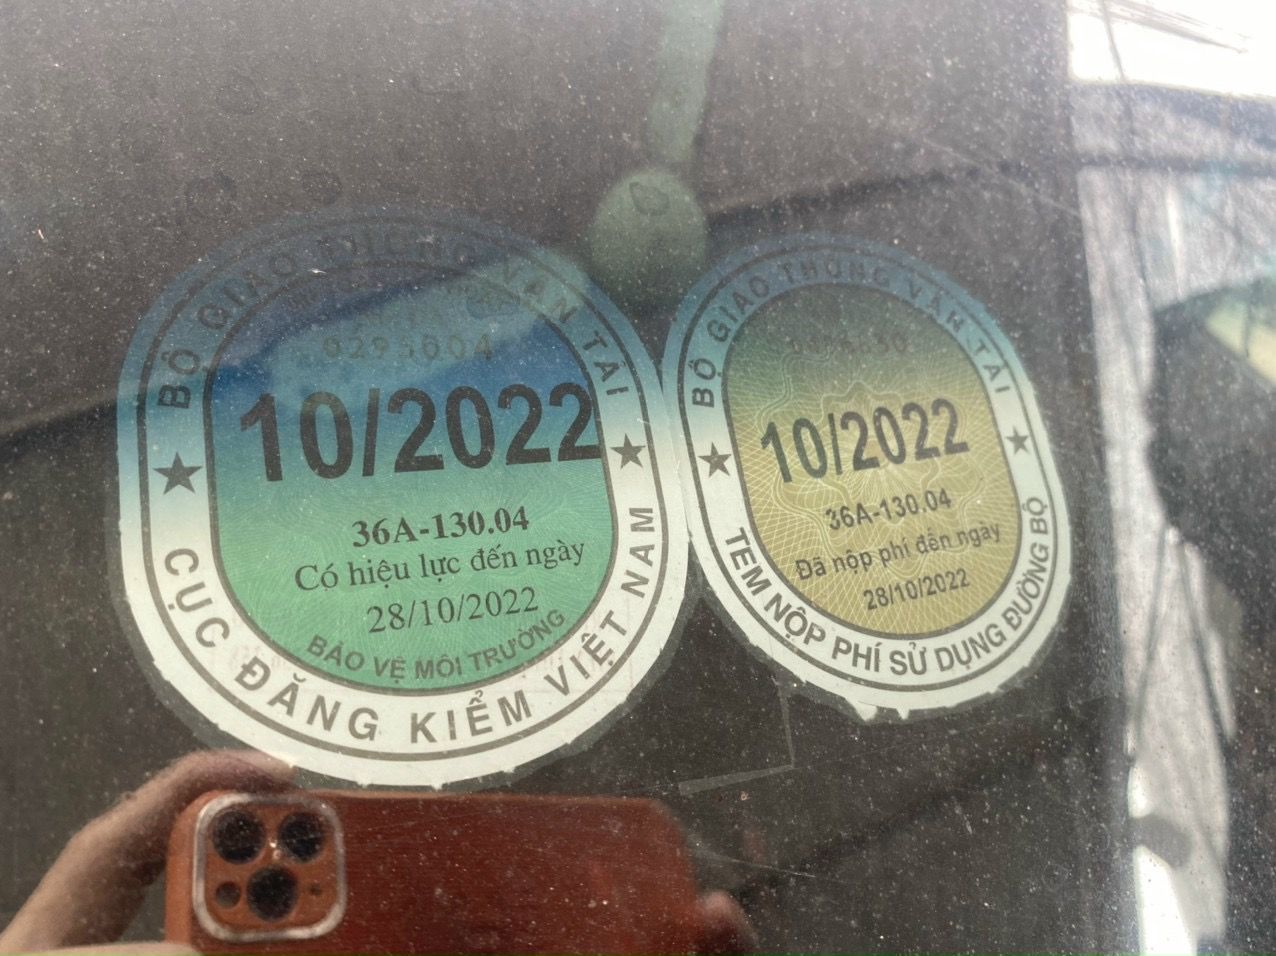 BỘ GIAO THÔNG VẬN TẢI
10/2022
36A-130.04
Có hiệu lực đến ngày
28/10/2022
BẢO VỆ MÔI TRƯỜNG
CỤC ĐĂNG KIỂM VIỆT NAM
BỘ GIAO THÔNG VẬN TẢI
10/2022
36A-130.04
Đã nộp phí đến ngày
28/10/2022
TEM NỘP PHÍ SỬ DỤNG ĐƯỜNG BỘ